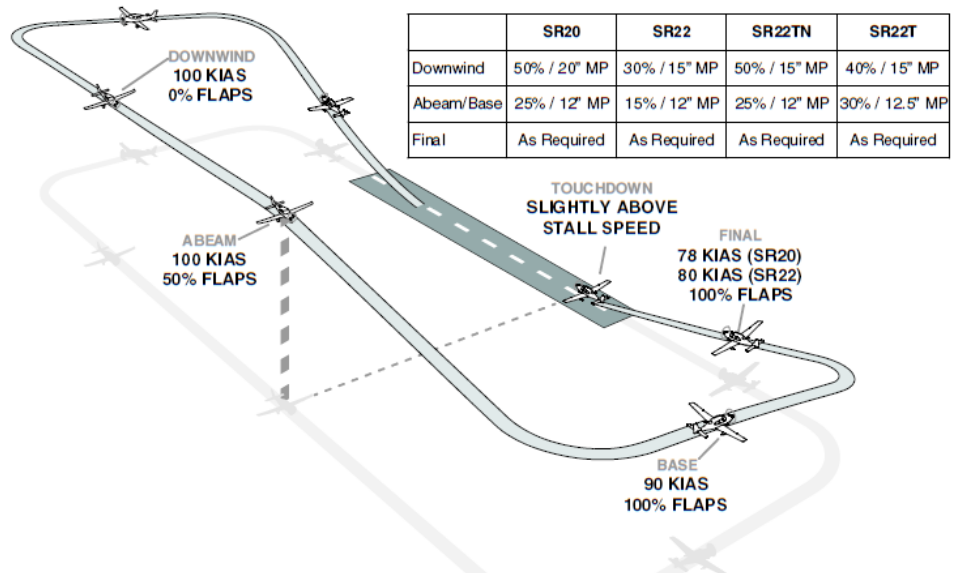 SR20 SR22 SR22TN SR22T
Downwind 50% / 20" MP 30% / 15" MP 50% / 15" MP 40% / 15" MP
Abeam/Base 25% / 12" MP 15% / 12" MP 25% / 12" MP 30% / 12.5" MP
Final As Required As Required As Required As Required
DOWNWIND
100 KIAS
0% FLAPS
ABEAM
100 KIAS
50% FLAPS
TOUCHDOWN
SLIGHTLY ABOVE
STALL SPEED
FINAL
78 KIAS (SR20)
80 KIAS (SR22)
100% FLAPS
BASE
90 KIAS
100% FLAPS